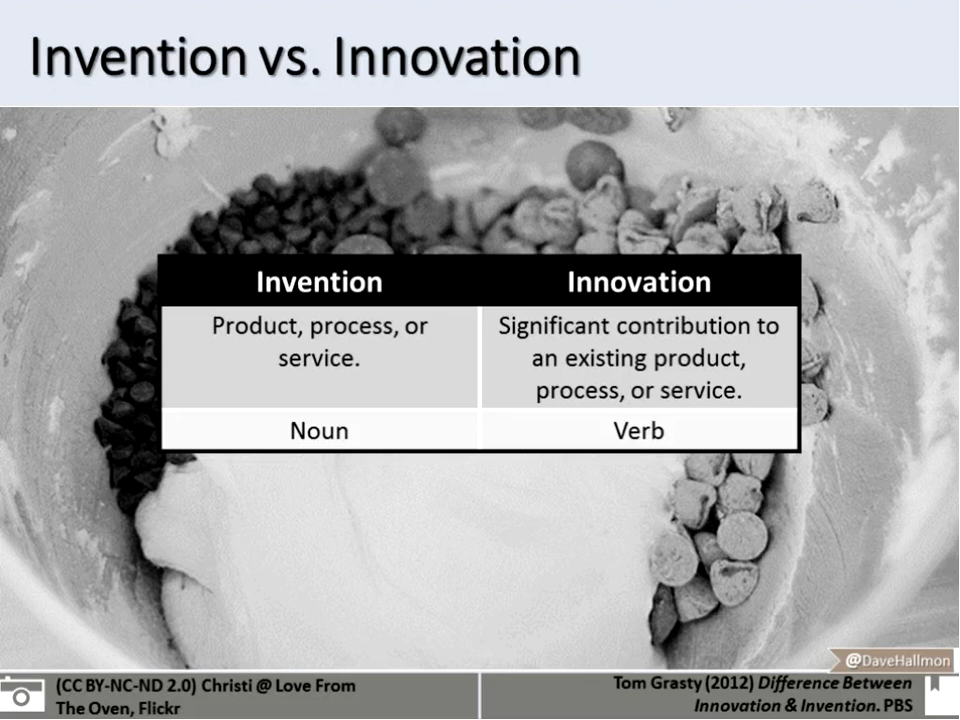 Invention vs. Innovation
Invention
Innovation
Product, process, or
service.
Significant contribution to
an existing product,
process, or service.
Noun
Verb
@DaveHallmon
(CC BY-NC-ND 2.0) Christi @ Love From
The Oven, Flickr
Tom Grasty (2012) Difference Between
Innovation & Invention. PBS